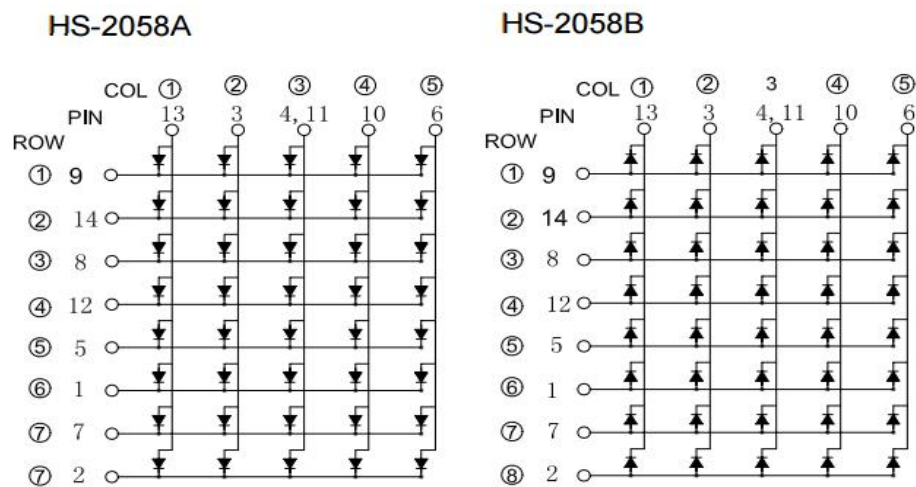 HS-2058A
COL ① ② ③ ④ ⑤
PIN 13 3 4, 11 10 6
ROW
① 9
② 14
③ 8
④ 12
⑤ 5
⑥ 1
⑦ 7
⑦ 2
HS-2058B
COL ① ② 3 ④ ⑤
PIN 13 3 4, 11 10 6
ROW
① 9
② 14
③ 8
④ 12
⑤ 5
⑥ 1
⑦ 7
⑧ 2